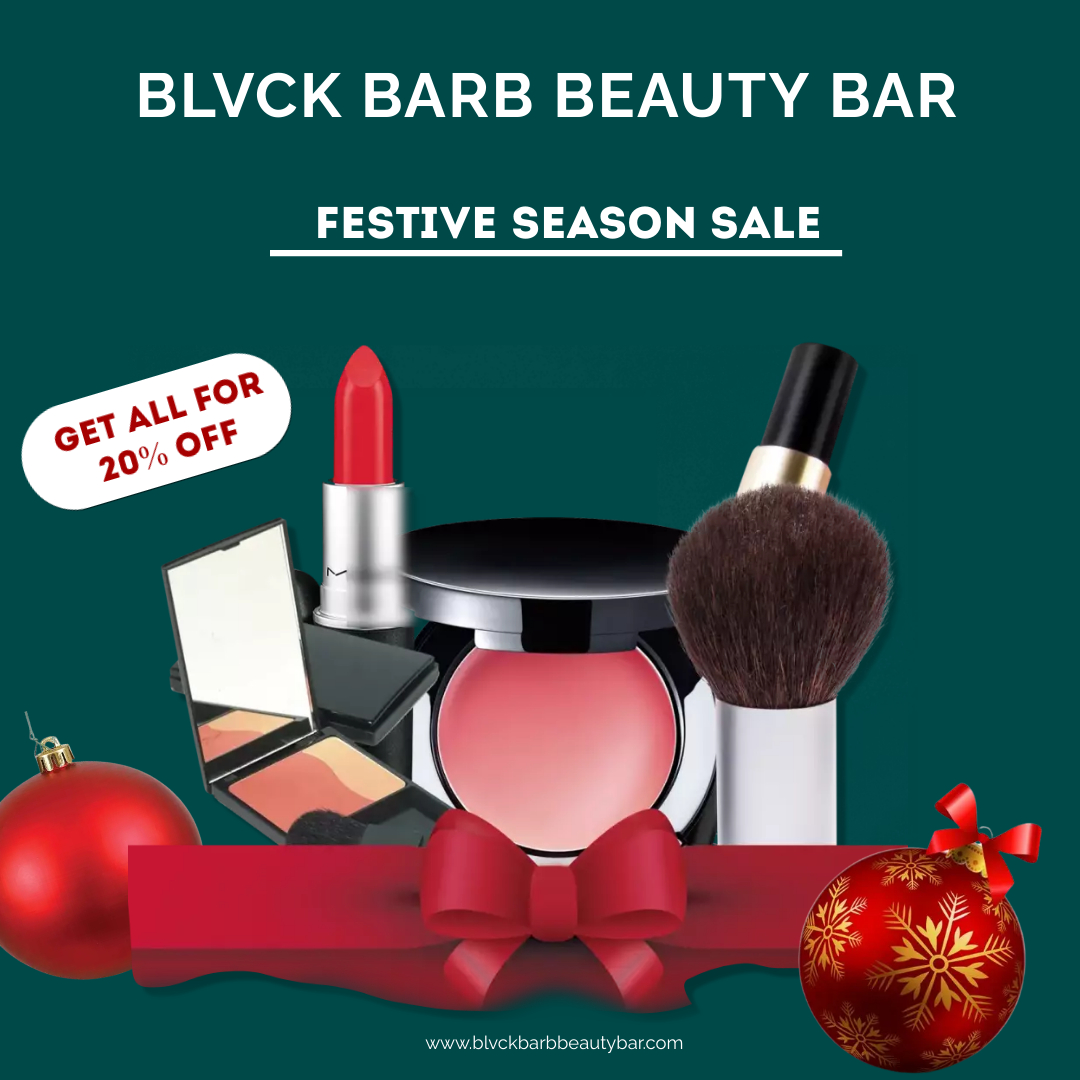 BLVCK BARB BEAUTY BAR
FESTIVE SEASON SALE
GET ALL FOR
20% OFF
www.blvckbarbbeautybar.com